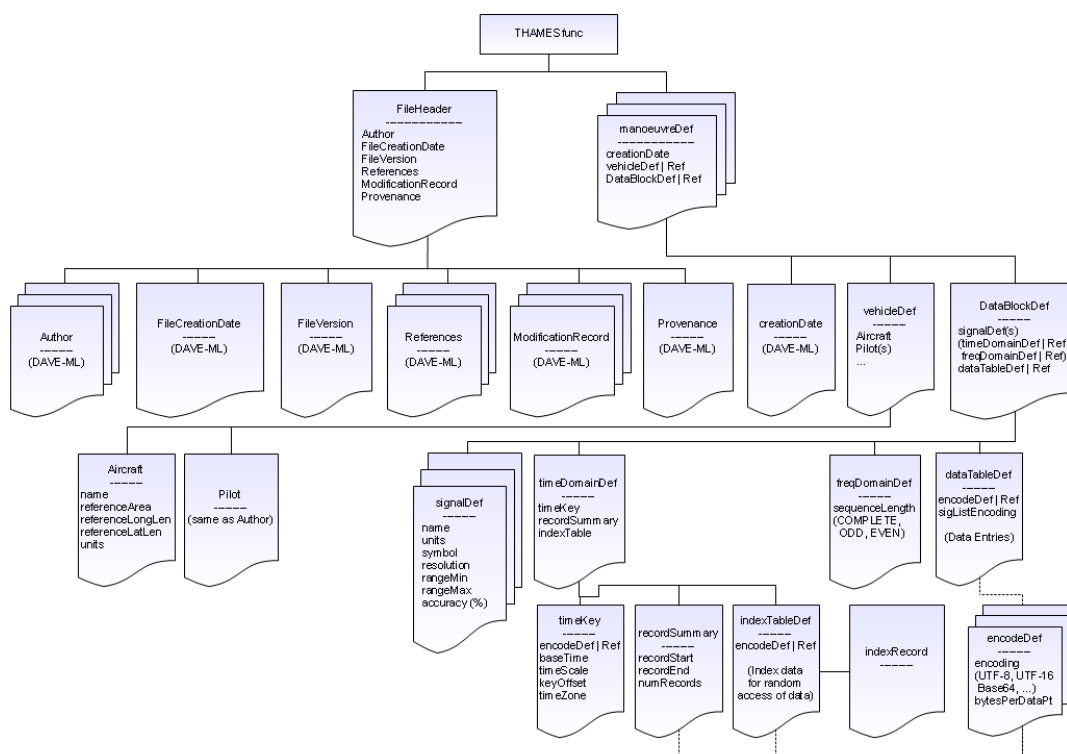 THAMESfunc
FileHeader
-----------
Author
FileCreationDate
FileVersion
References
ModificationRecord
Provenance
manoeuvreDef
-----------
creationDate
vehicleDef | Ref
DataBlockDef | Ref
Author
-----
(DAVE-ML)
FileCreationDate
-----
(DAVE-ML)
FileVersion
-----
(DAVE-ML)
References
-----
(DAVE-ML)
ModificationRecord
-----
(DAVE-ML)
Provenance
-----
(DAVE-ML)
creationDate
-----
(DAVE-ML)
vehicleDef
-----
Aircraft
Pilot(s)
...
DataBlockDef
-----
signalDef(s)
(timeDomainDef | Ref
freqDomainDef | Ref)
dataTableDef | Ref
Aircraft
-----
name
referenceArea
referenceLongLen
referenceLatLen
units
Pilot
-----
(same as Author)
signalDef
-----
name
units
symbol
resolution
rangeMin
rangeMax
accuracy (%)
timeDomainDef
-----
timeKey
recordSummary
indexTable
freqDomainDef
-----
sequenceLength
(COMPLETE,
ODD, EVEN)
dataTableDef
-----
encodeDef | Ref
sigListEncoding
(Data Entries)
timeKey
-----
encodeDef | Ref
baseTime
timeScale
keyOffset
timeZone
recordSummary
-----
recordStart
recordEnd
numRecords
indexTableDef
-----
encodeDef | Ref
(Index data
for random
access of data)
indexRecord
-----
encodeDef
-----
encoding
(UTF-8, UTF-16
Base64, ...)
bytesPerDataPt